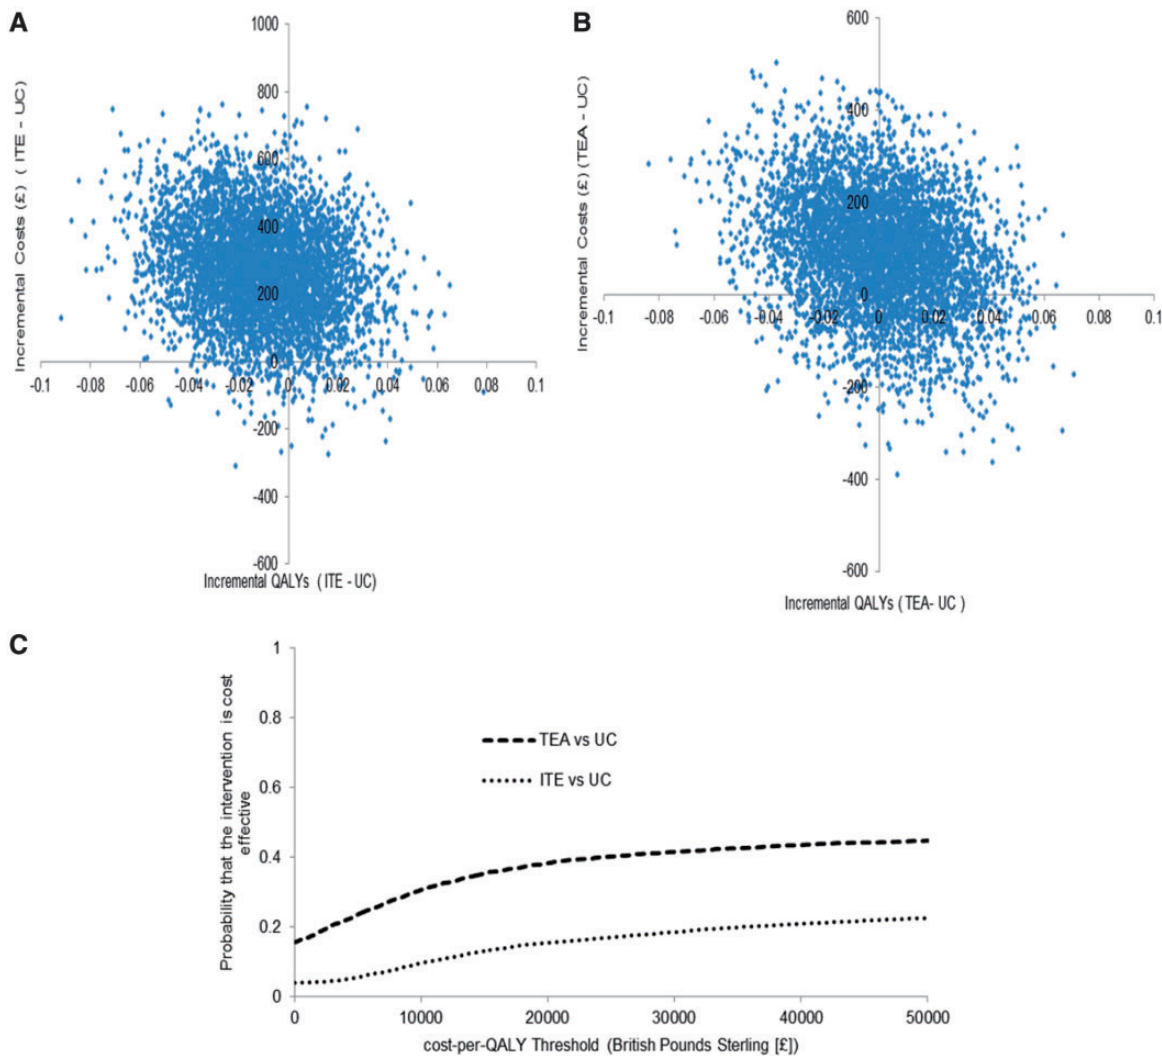 A
Incremental Costs (£) ( ITE - UC)
1000
800
600
400
200
0
-200
-400
-600
-0.1 -0.08 -0.06 -0.04 -0.02 0 0.02 0.04 0.06 0.08 0.1
Incremental QALYs ( ITE - UC)
B
Incremental Costs (£) (TEA - UC)
600
400
200
0
-200
-400
-600
-0.1 -0.08 -0.06 -0.04 -0.02 0 0.02 0.04 0.06 0.08 0.1
Incremental QALYs (TEA- UC )
C
Probability that the intervention is cost
effective
1
0.8
0.6
0.4
0.2
0
TEA vs UC
ITE vs UC
0 10000 20000 30000 40000 50000
cost-per-QALY Threshold (British Pounds Sterling [£])